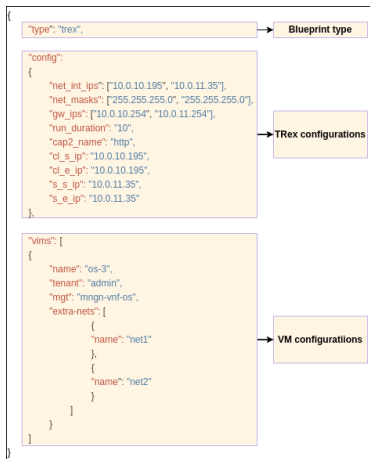 {
"type": "trex",
Blueprint type
"config":
{
"net_int_ips": ["10.0.10.195", "10.0.11.35"],
"net_masks": ["255.255.255.0", "255.255.255.0"],
"gw_ips": ["10.0.10.254", "10.0.11.254"],
"run_duration": "10",
"cap2_name": "http",
"cl_s_ip": "10.0.10.195"
"cl_e_ip": "10.0.10.195"
"s_s_ip": "10.0.11.35"
"s_e_ip": "10.0.11.35"
},
TRex configurations
"vims": [
{
"name": "os-3",
"tenant": "admin",
"mgt": "mngn-vnf-os",
"extra-nets": [
{
"name": "net1"
},
{
"name": "net2"
}
]
}
]
VM configuratiions
}